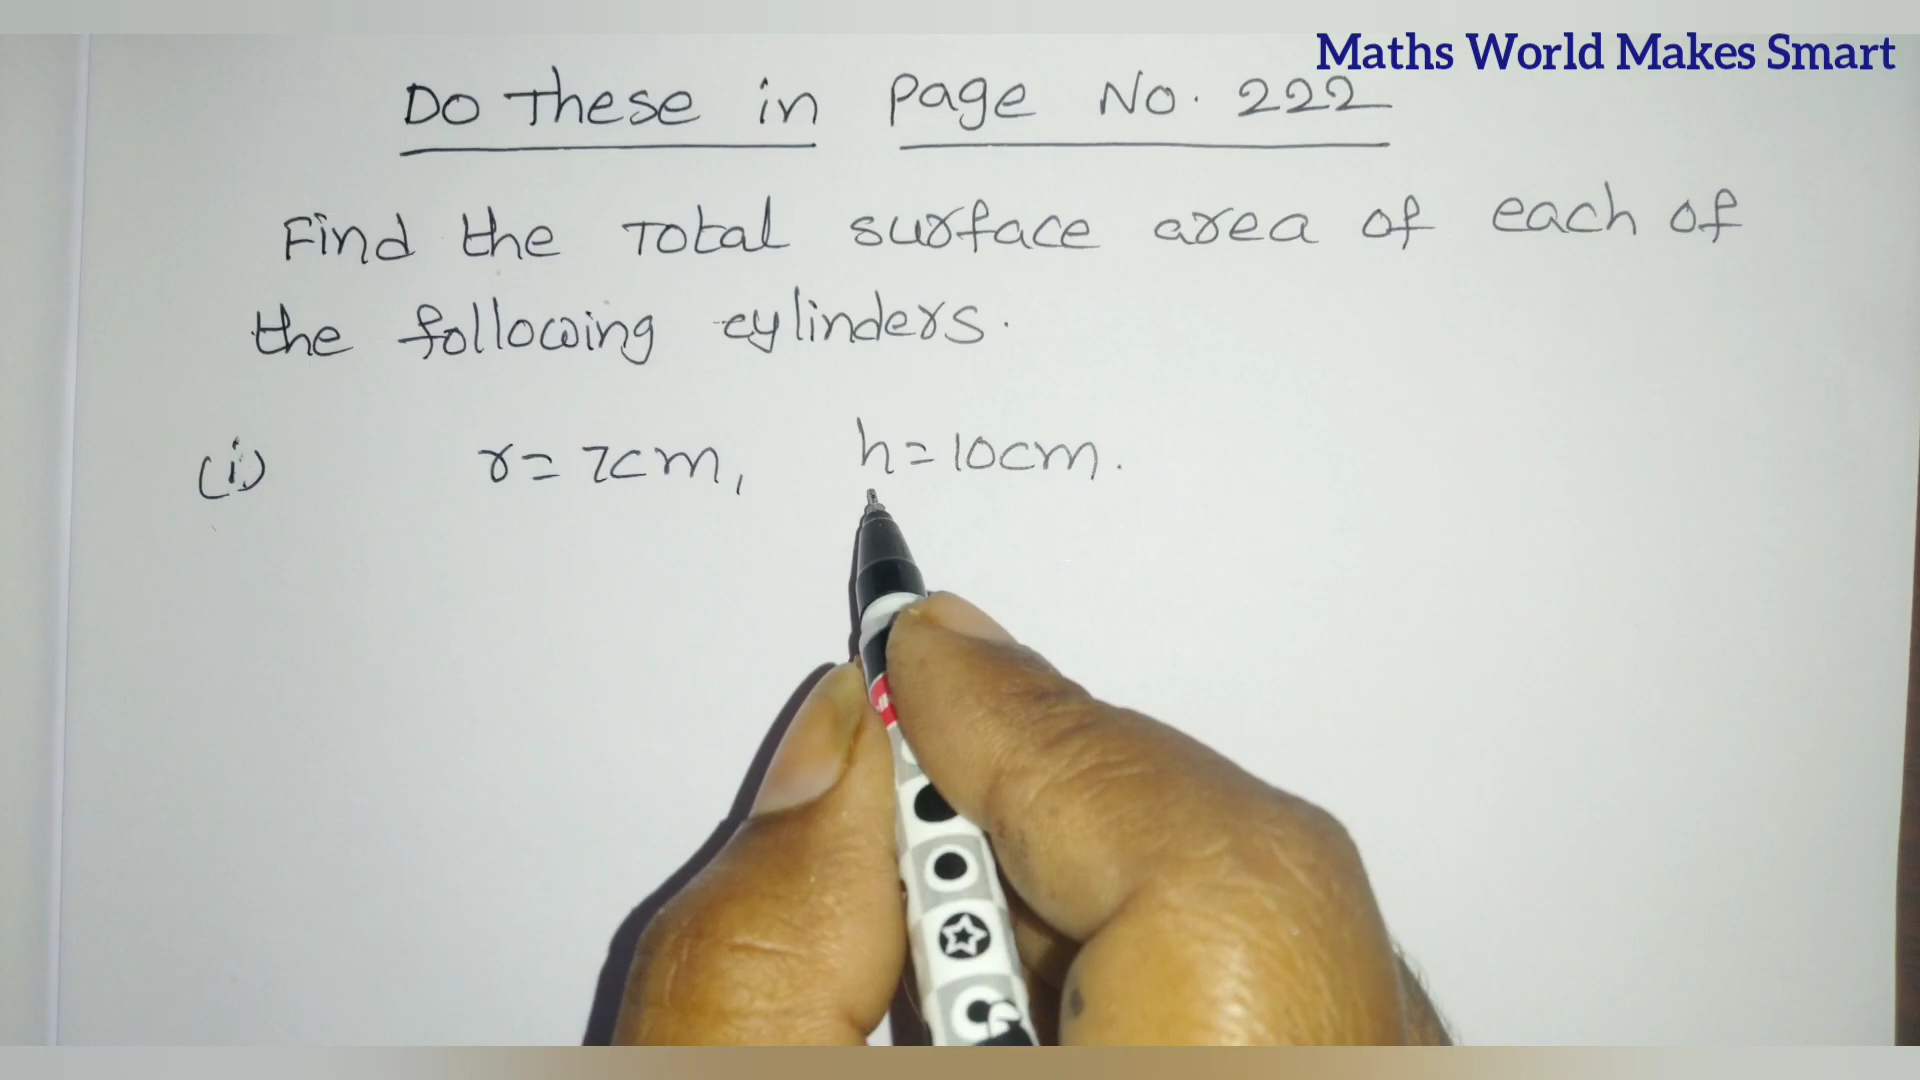 Maths World Makes Smart
Do These in Page No. 222
Find the Total surface area of each of
the following cylinders.
(i) r = 7cm, h = 10cm.